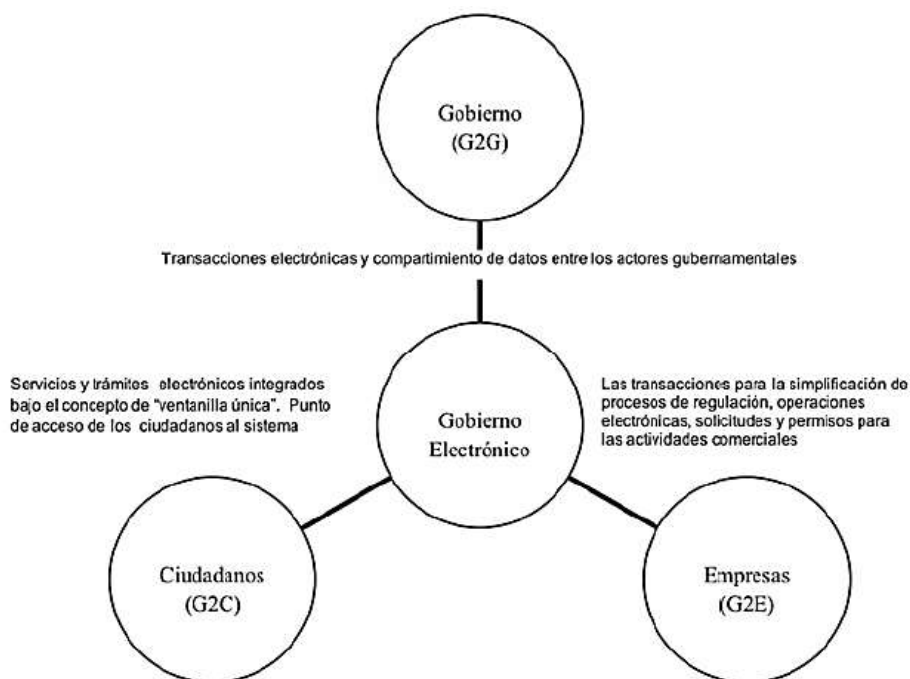 Gobierno
(G2G)
Transacciones electrónicas y compartimiento de datos entre los actores gubernamentales
Servicios y trámites electrónicos integrados
bajo el concepto de "ventanilla única". Punto
de acceso de los ciudadanos al sistema
Gobierno
Electrónico
Las transacciones para la simplificación de
procesos de regulación, operaciones
electrónicas, solicitudes y permisos para
las actividades comerciales
Ciudadanos
(G2C)
Empresas
(G2E)